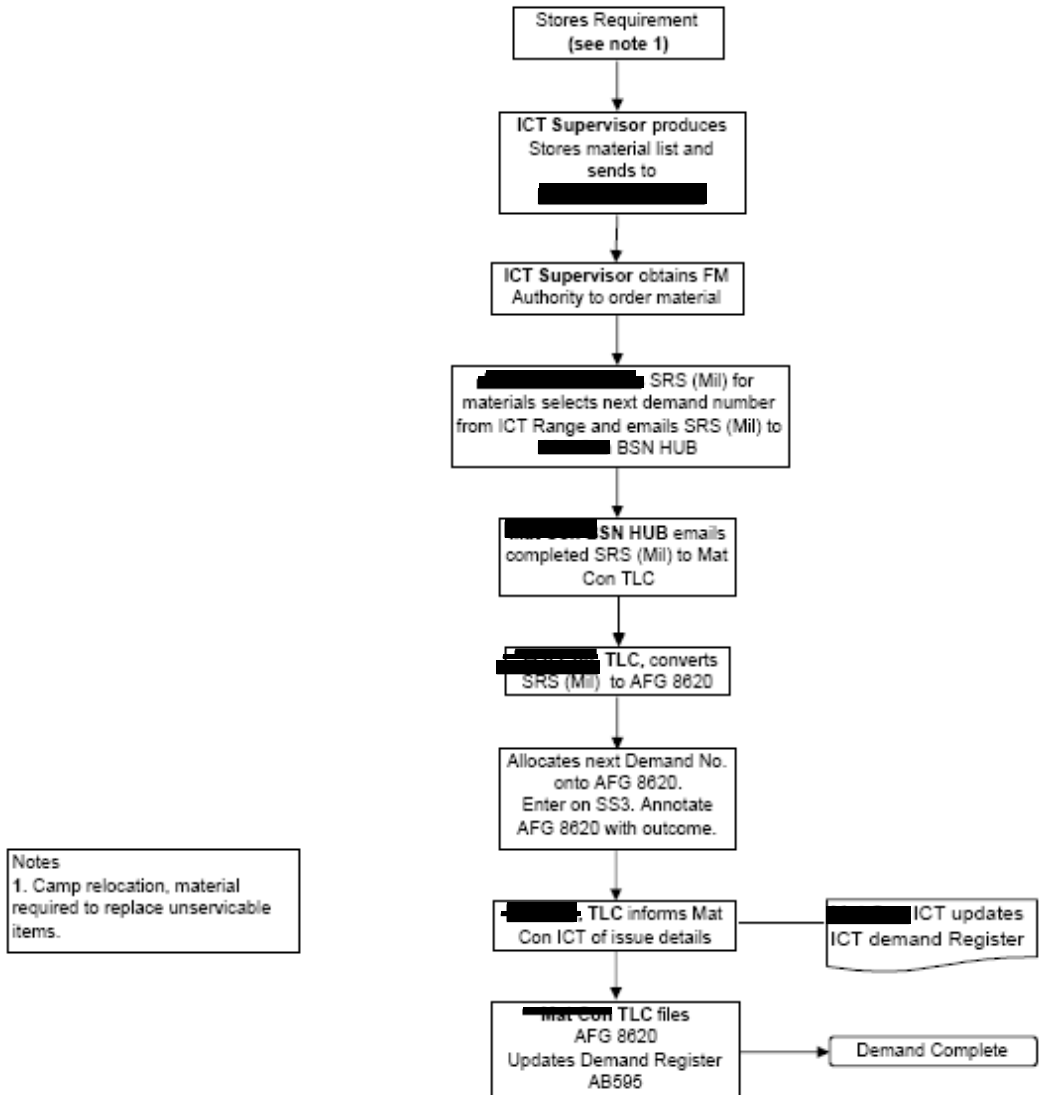 Stores Requirement
(see note 1)
ICT Supervisor produces
Stores material list and
sends to
ICT Supervisor obtains FM
Authority to order material
SRS (Mil) for
materials selects next demand number
from ICT Range and emails SRS (Mil) to
BSN HUB
BSN HUB emails
completed SRS (Mil) to Mat
Con TLC
TLC, converts
SRS (Mil) to AFG 8620
Allocates next Demand No.
onto AFG 8620.
Enter on SS3. Annotate
AFG 8620 with outcome.
Notes
1. Camp relocation, material
required to replace unservicable
items.
TLC informs Mat
Con ICT of issue details
ICT updates
ICT demand Register
TLC files
AFG 8620
Updates Demand Register
AB595
Demand Complete